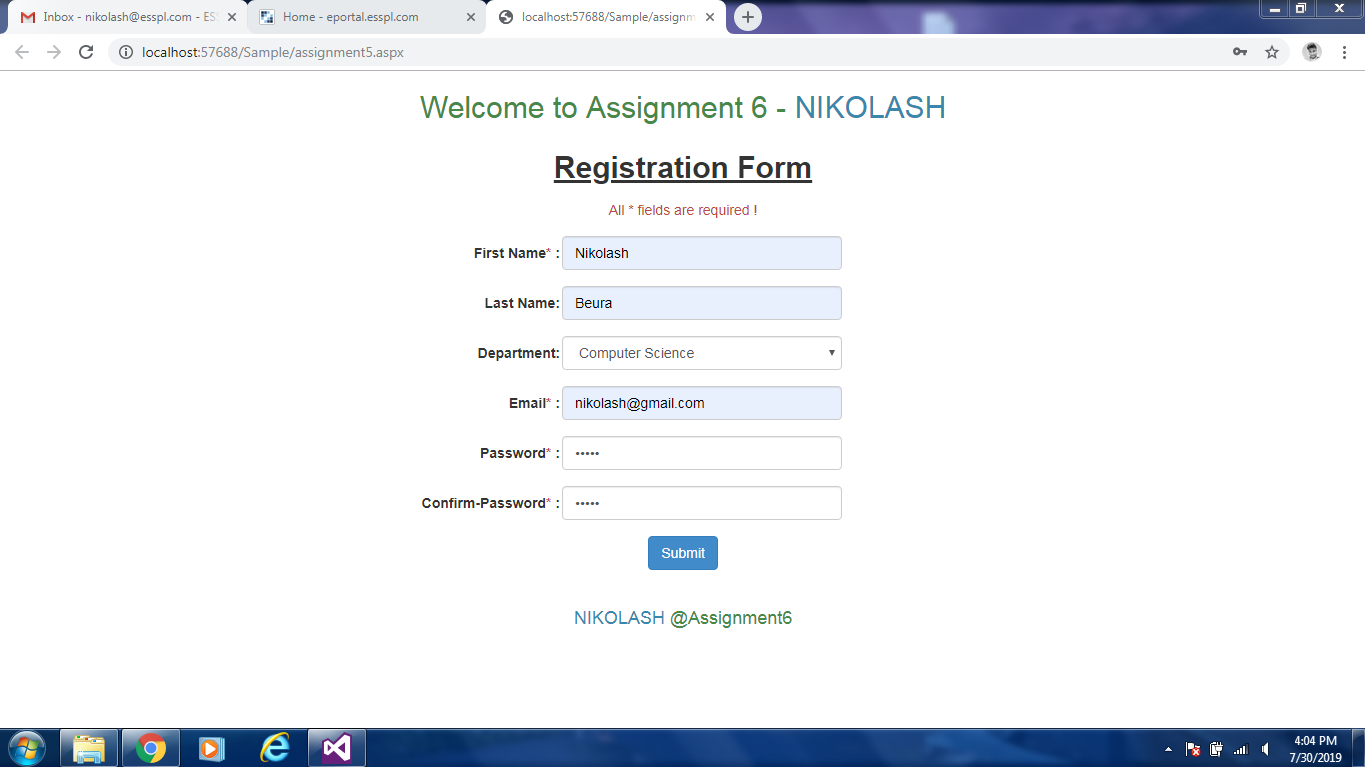 Inbox - nikolash@esspl.com - ES
Home - eportal.esspl.com
localhost:57688/Sample/assignm
localhost:57688/Sample/assignment5.aspx
Welcome to Assignment 6 - NIKOLASH
Registration Form
All * fields are required !
First Name* : Nikolash
Last Name: Beura
Department: Computer Science
Email* : nikolash@gmail.com
Password* : •••••
Confirm-Password* : •••••
Submit
NIKOLASH @Assignment6
4:04 PM
7/30/2019